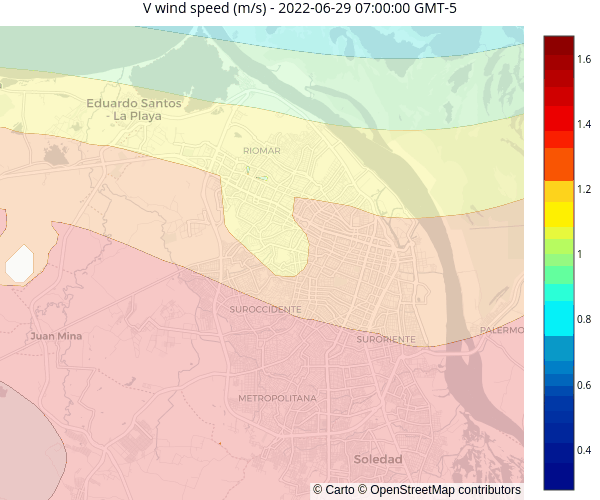 V wind speed (m/s) - 2022-06-29 07:00:00 GMT-5
1.6
1.4
1.2
1
0.8
0.6
0.4
Eduardo Santos
- La Playa
RIOMAR
SUROCCIDENTE
PALERMO
Juan Mina
SURORIENTE
METROPOLITANA
Soledad
© Carto © OpenStreetMap contributors